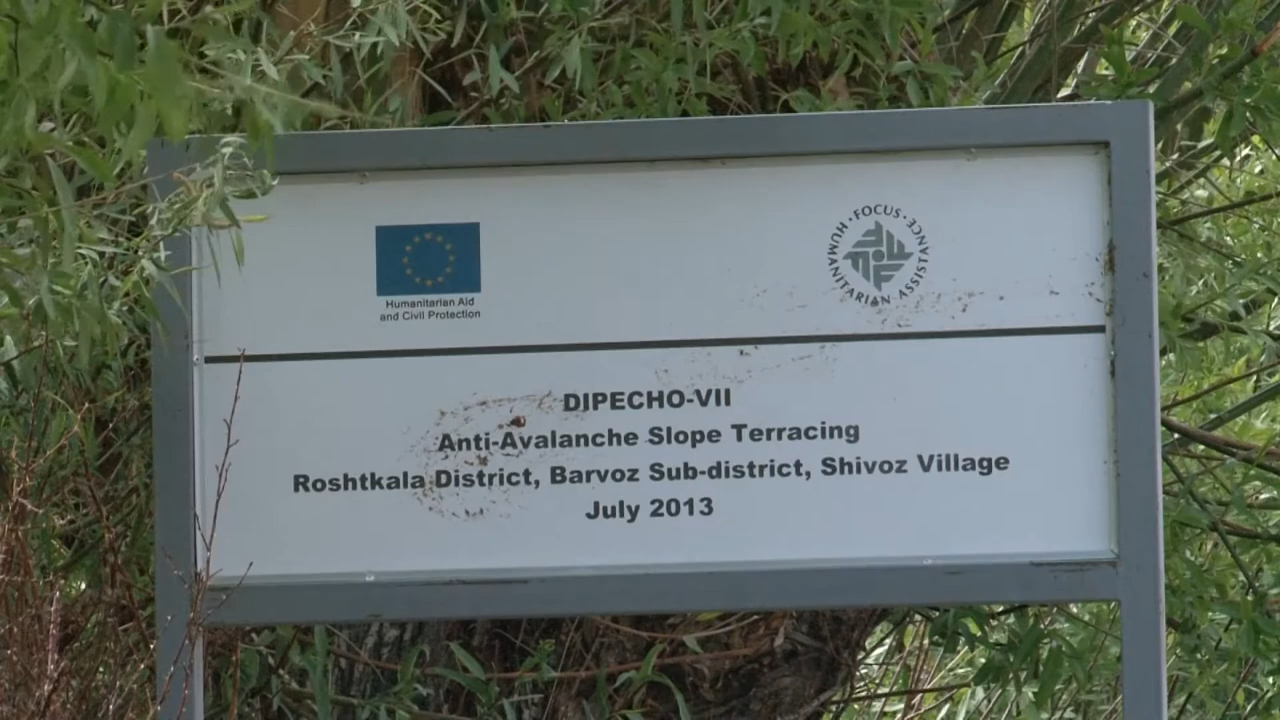 Humanitarian Aid
and Civil Protection
· FOCUS · HUMANITARIAN ASSISTANCE
DIPECHO-VII
Anti-Avalanche Slope Terracing
Roshtkala District, Barvoz Sub-district, Shivoz Village
July 2013